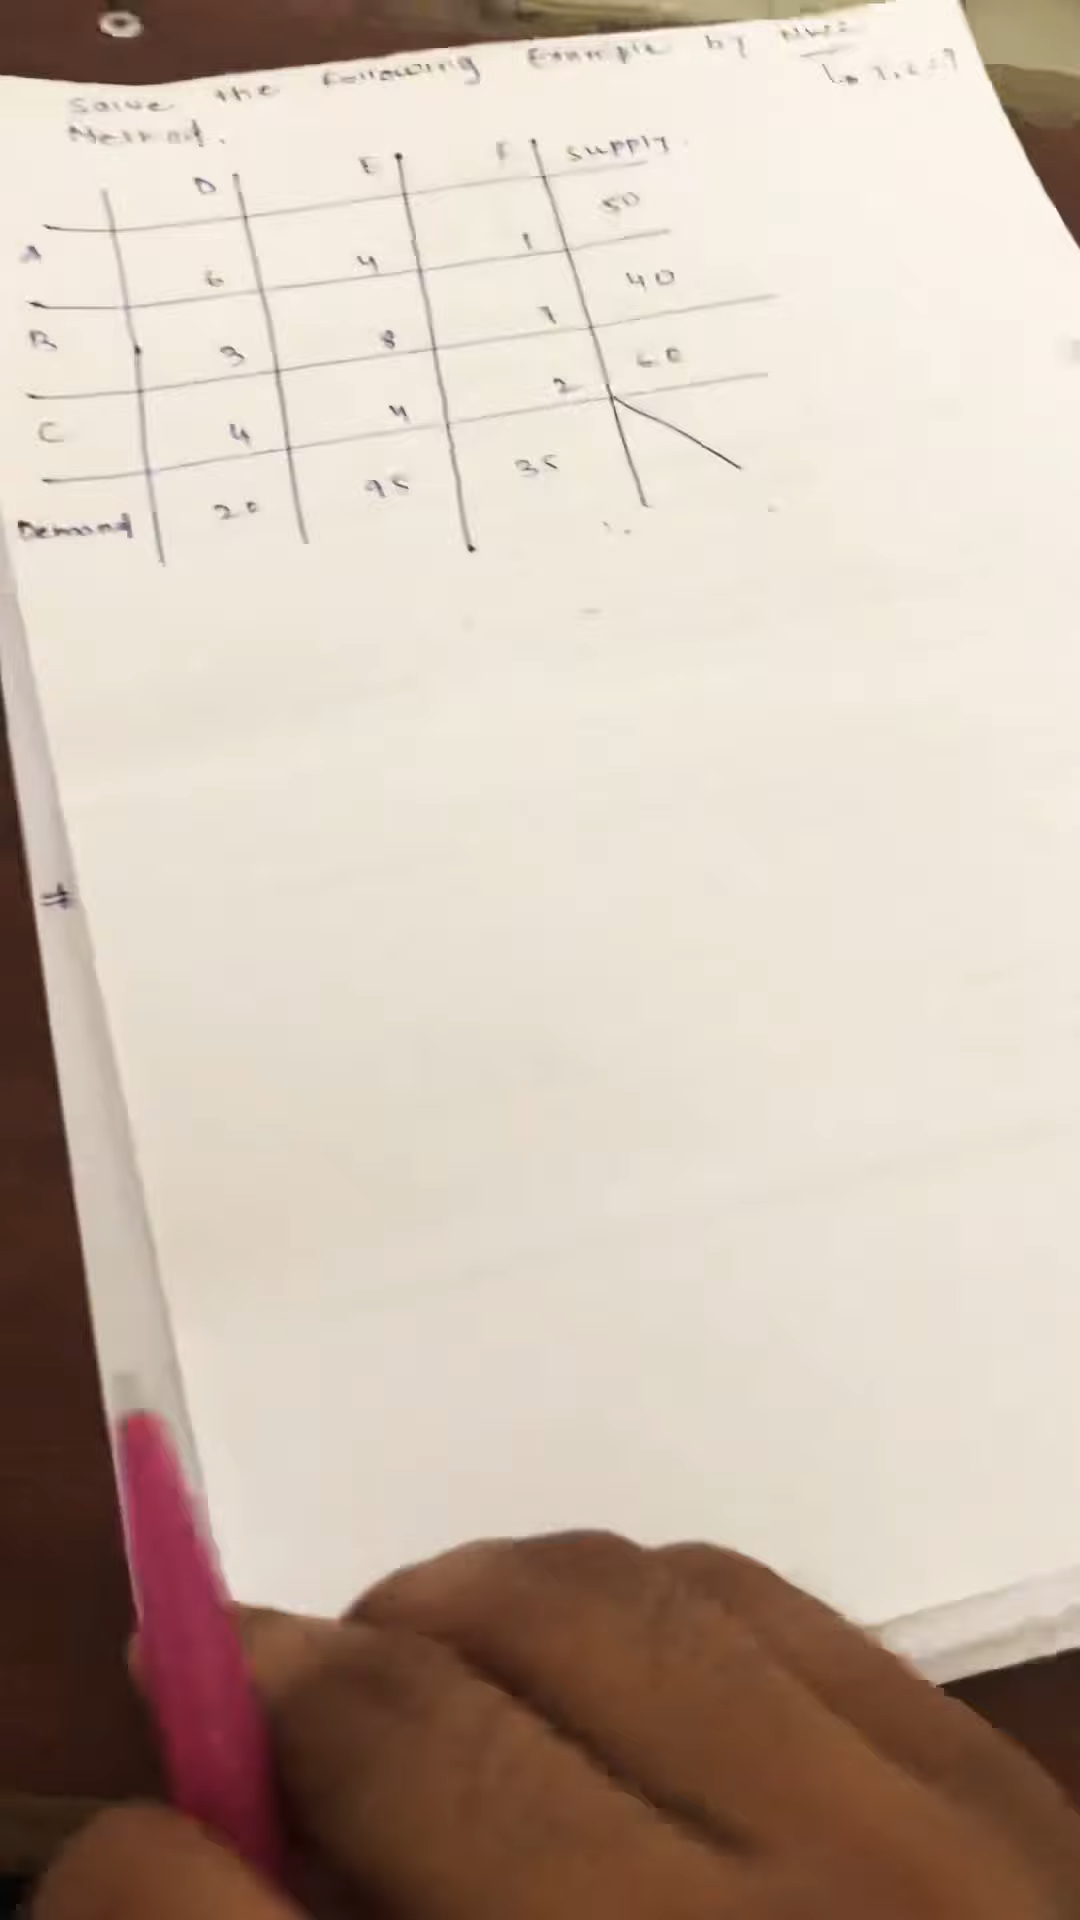 Solve the following Example by NWC
Method.
D E F Supply
A 6 4 1 50
B 3 8 7 40
C 4 4 2 60
Demand 20 95 35